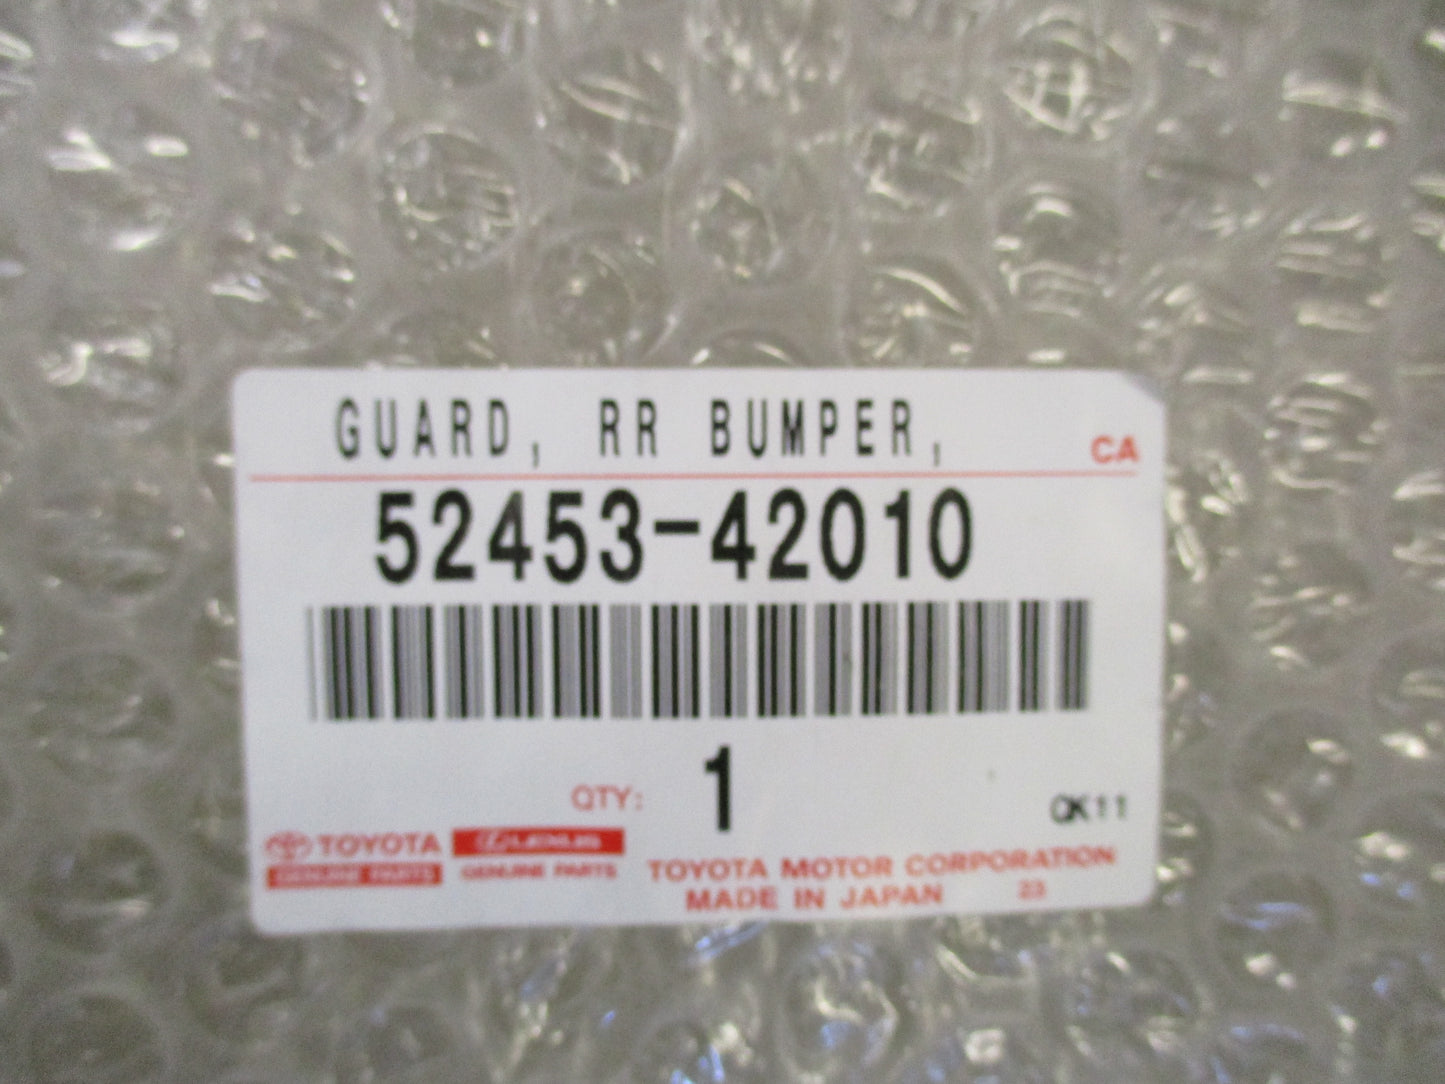 GUARD, RR BUMPER,
CA
52453-42010
QTY: 1
QK11
TOYOTA
GENUINE PARTS
LEXUS
GENUINE PARTS
TOYOTA MOTOR CORPORATION
MADE IN JAPAN 23